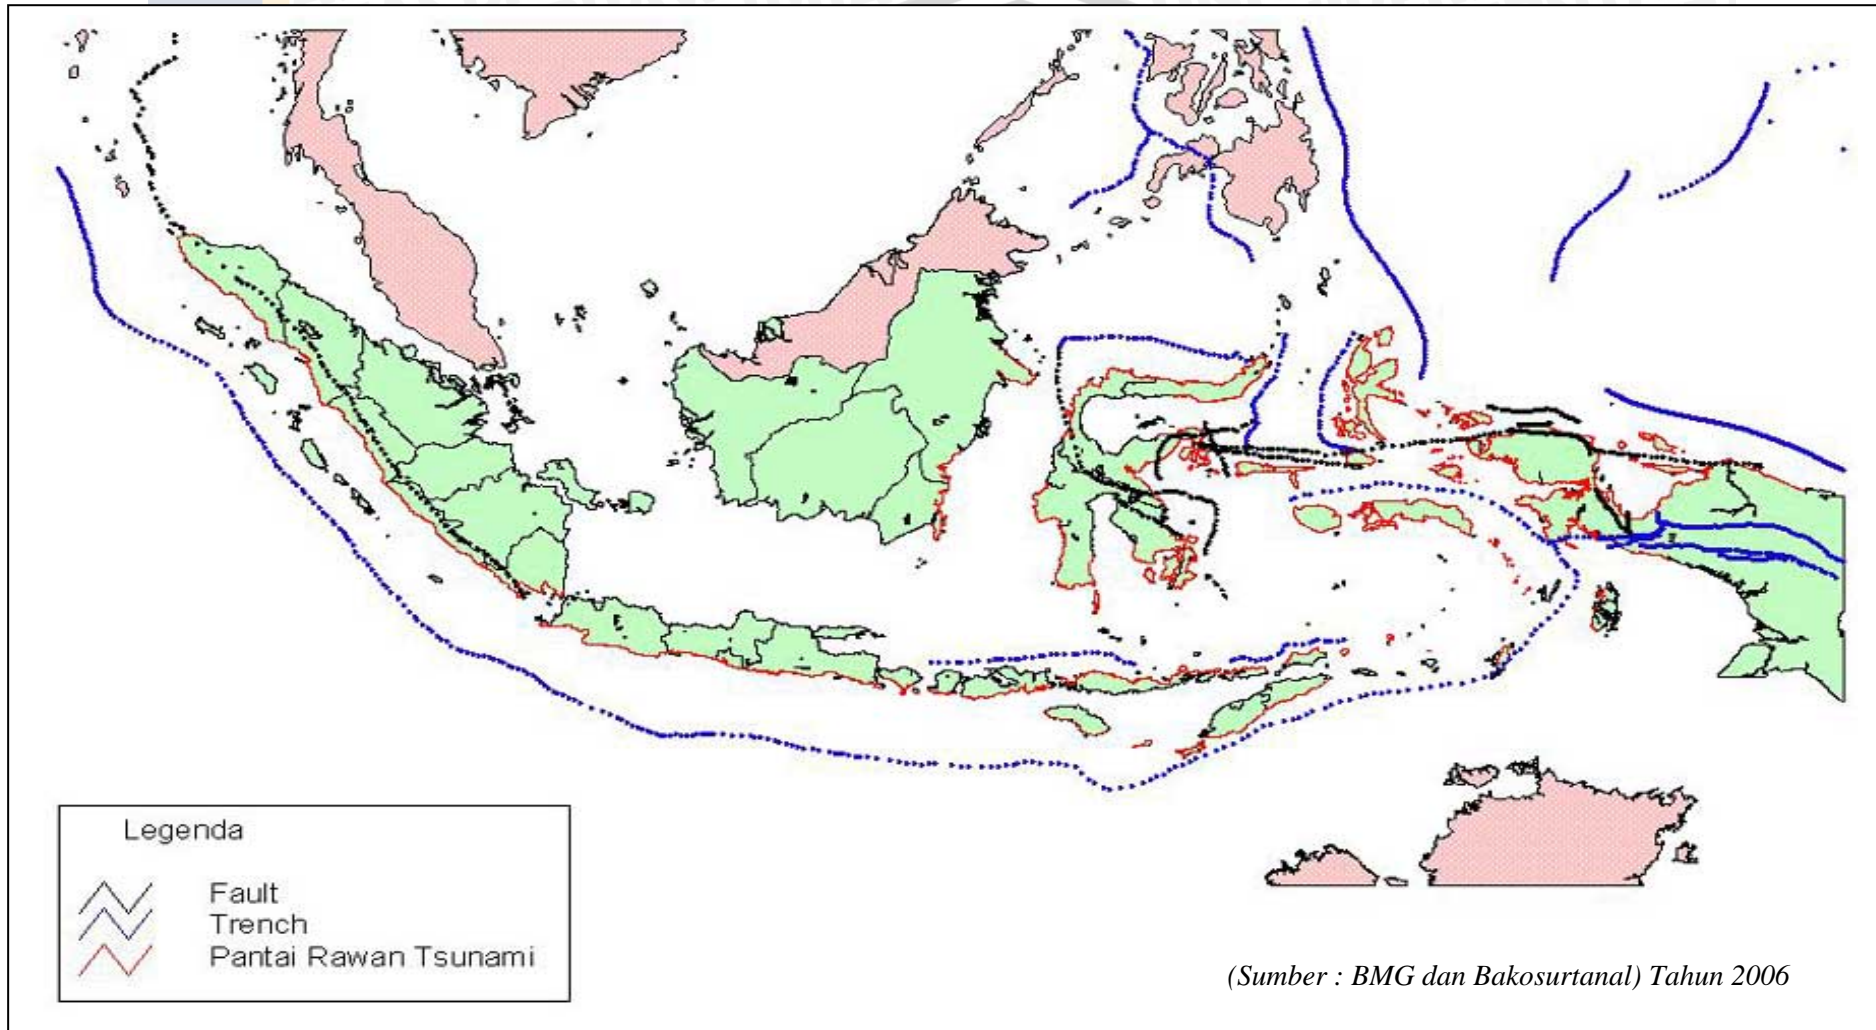 Legenda
Fault
Trench
Pantai Rawan Tsunami
(Sumber : BMG dan Bakosurtanal) Tahun 2006